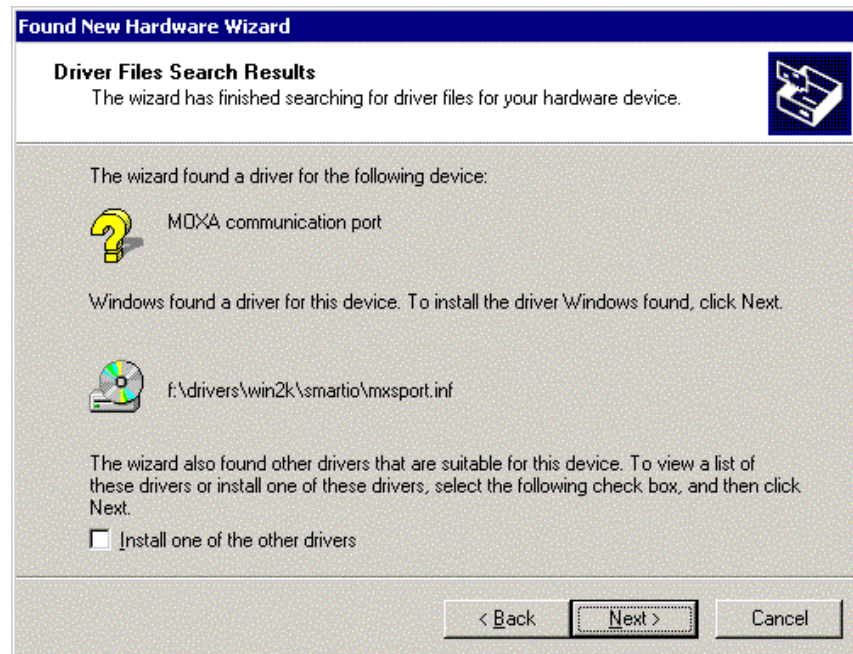 Found New Hardware Wizard
Driver Files Search Results
The wizard has finished searching for driver files for your hardware device.
The wizard found a driver for the following device:
MOXA communication port
Windows found a driver for this device. To install the driver Windows found, click Next.
f:\drivers\win2k\smartio\mxsport.inf
The wizard also found other drivers that are suitable for this device. To view a list of
these drivers or install one of these drivers, select the following check box, and then click
Next.
Install one of the other drivers
< Back Next > Cancel